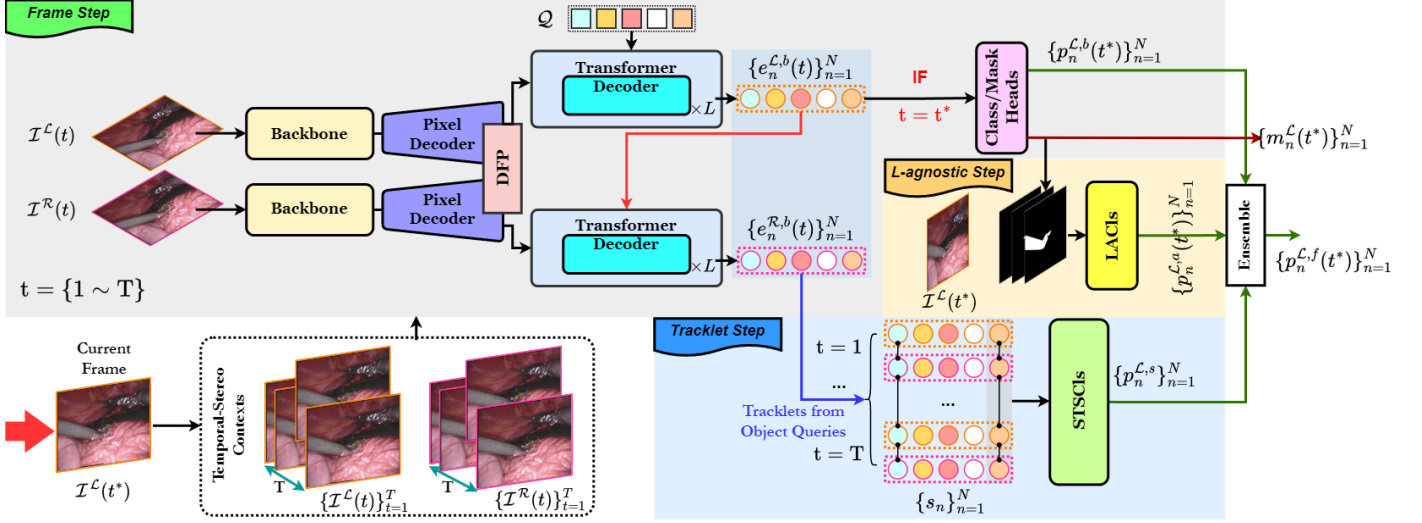 Frame Step
𝒬
Transformer
Decoder
×L
{e_n^{ℒ,b}(t)}_{n=1}^N
IF
t = t*
Class/Mask
Heads
{p_n^{ℒ,b}(t*)}_{n=1}^N
{m_n^ℒ(t*)}_{n=1}^N
ℐ^ℒ(t)
Backbone
Pixel
Decoder
DFP
ℐ^ℛ(t)
Backbone
Pixel
Decoder
Transformer
Decoder
×L
{e_n^{ℛ,b}(t)}_{n=1}^N
t = {1 ~ T}
L-agnostic Step
ℐ^ℒ(t*)
LACls
{p_n^{ℒ,a}(t*)}_{n=1}^N
Ensemble
{p_n^{ℒ,f}(t*)}_{n=1}^N
Current
Frame
ℐ^ℒ(t*)
Temporal-Stereo
Contexts
T
{ℐ^ℒ(t)}_{t=1}^T
T
{ℐ^ℛ(t)}_{t=1}^T
Tracklet Step
t = 1
...
Tracklets from
Object Queries
t = T
...
{s_n}_{n=1}^N
STSCls
{p_n^{ℒ,s}}_{n=1}^N